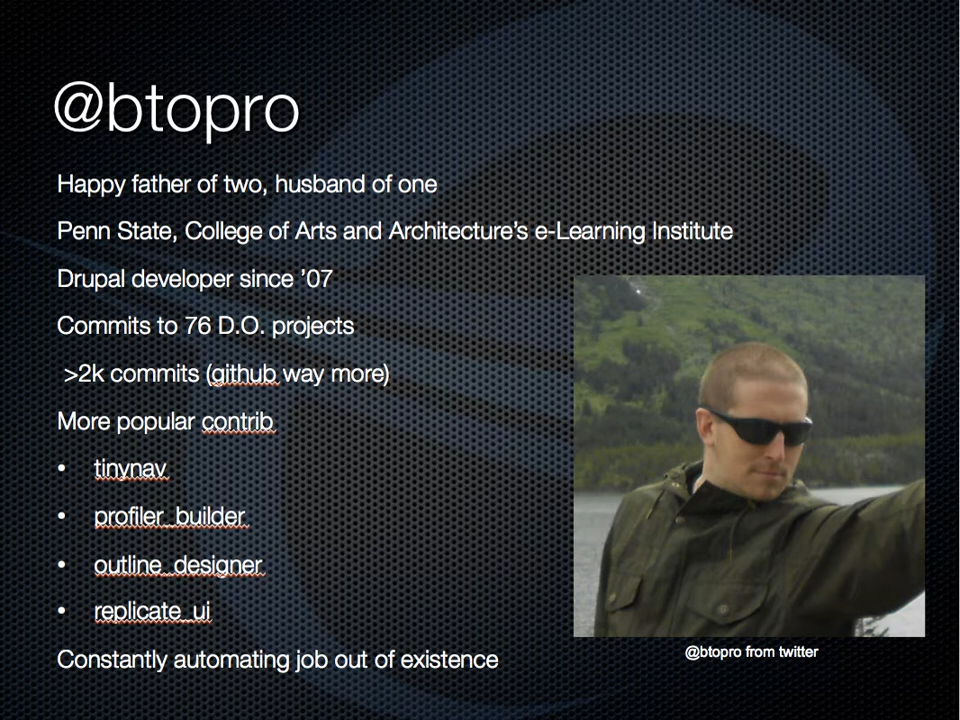 @btopro
Happy father of two, husband of one
Penn State, College of Arts and Architecture’s e-Learning Institute
Drupal developer since ’07
Commits to 76 D.O. projects
>2k commits (github way more)
More popular contrib
• tinynav
• profiler_builder
• outline_designer
• replicate_ui
Constantly automating job out of existence
@btopro from twitter